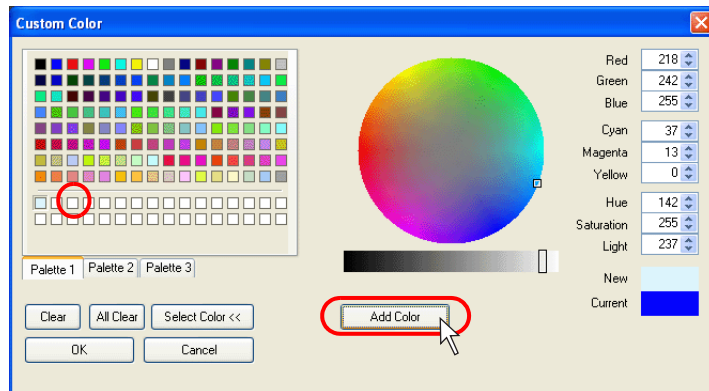 Custom Color
Red 218
Green 242
Blue 255
Cyan 37
Magenta 13
Yellow 0
Hue 142
Saturation 255
Light 237
New
Current
Palette 1 Palette 2 Palette 3
Clear All Clear Select Color << Add Color
OK Cancel